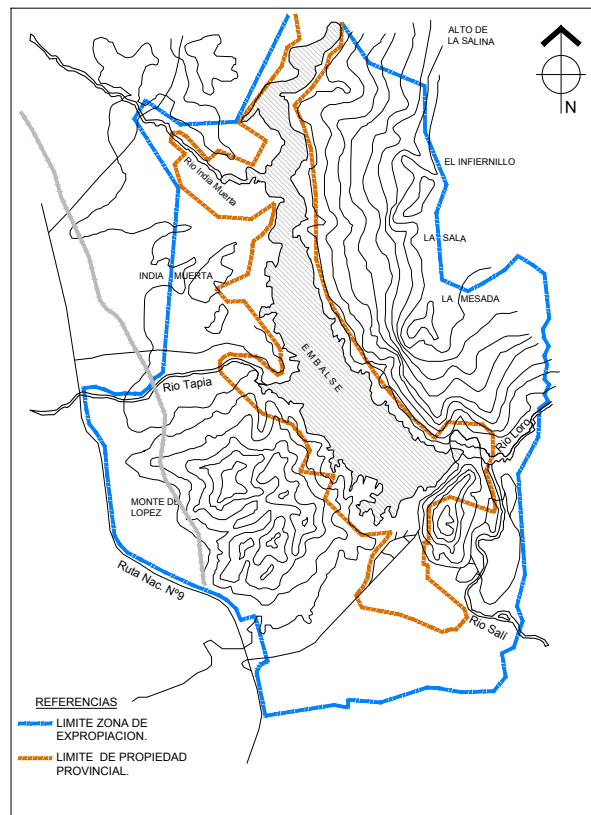 ALTO DE
LA SALINA
N
EL INFIERNILLO
Rio India Muerta
LA SALA
INDIA MUERTA
LA MESADA
EMBALSE
Rio Tapia
Rio Loro
MONTE DE
LOPEZ
Ruta Nac. Nº9
Rio Salí
REFERENCIAS
LIMITE ZONA DE
EXPROPIACION.
LIMITE DE PROPIEDAD
PROVINCIAL.